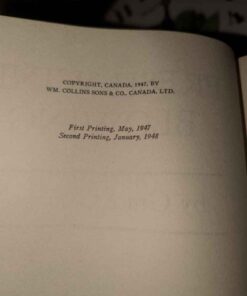 COPYRIGHT, CANADA, 1947, BY
WM. COLLINS SONS & CO. CANADA, LTD.
First Printing, May, 1947
Second Printing, January, 1948